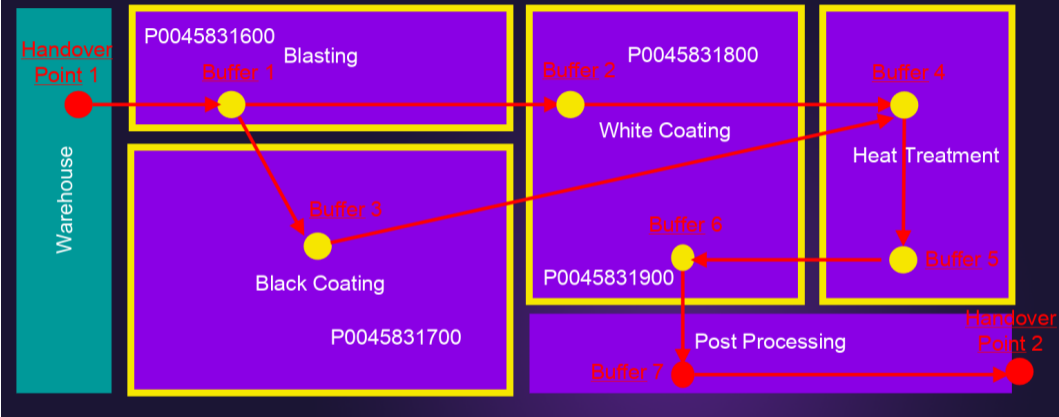 Handover
Point 1
Warehouse
P0045831600
Blasting
Buffer 1
Buffer 2
P0045831800
White Coating
Buffer 4
Heat Treatment
Buffer 3
Black Coating
P0045831700
Buffer 6
P0045831900
Buffer 5
Post Processing
Buffer 7
Handover
Point 2